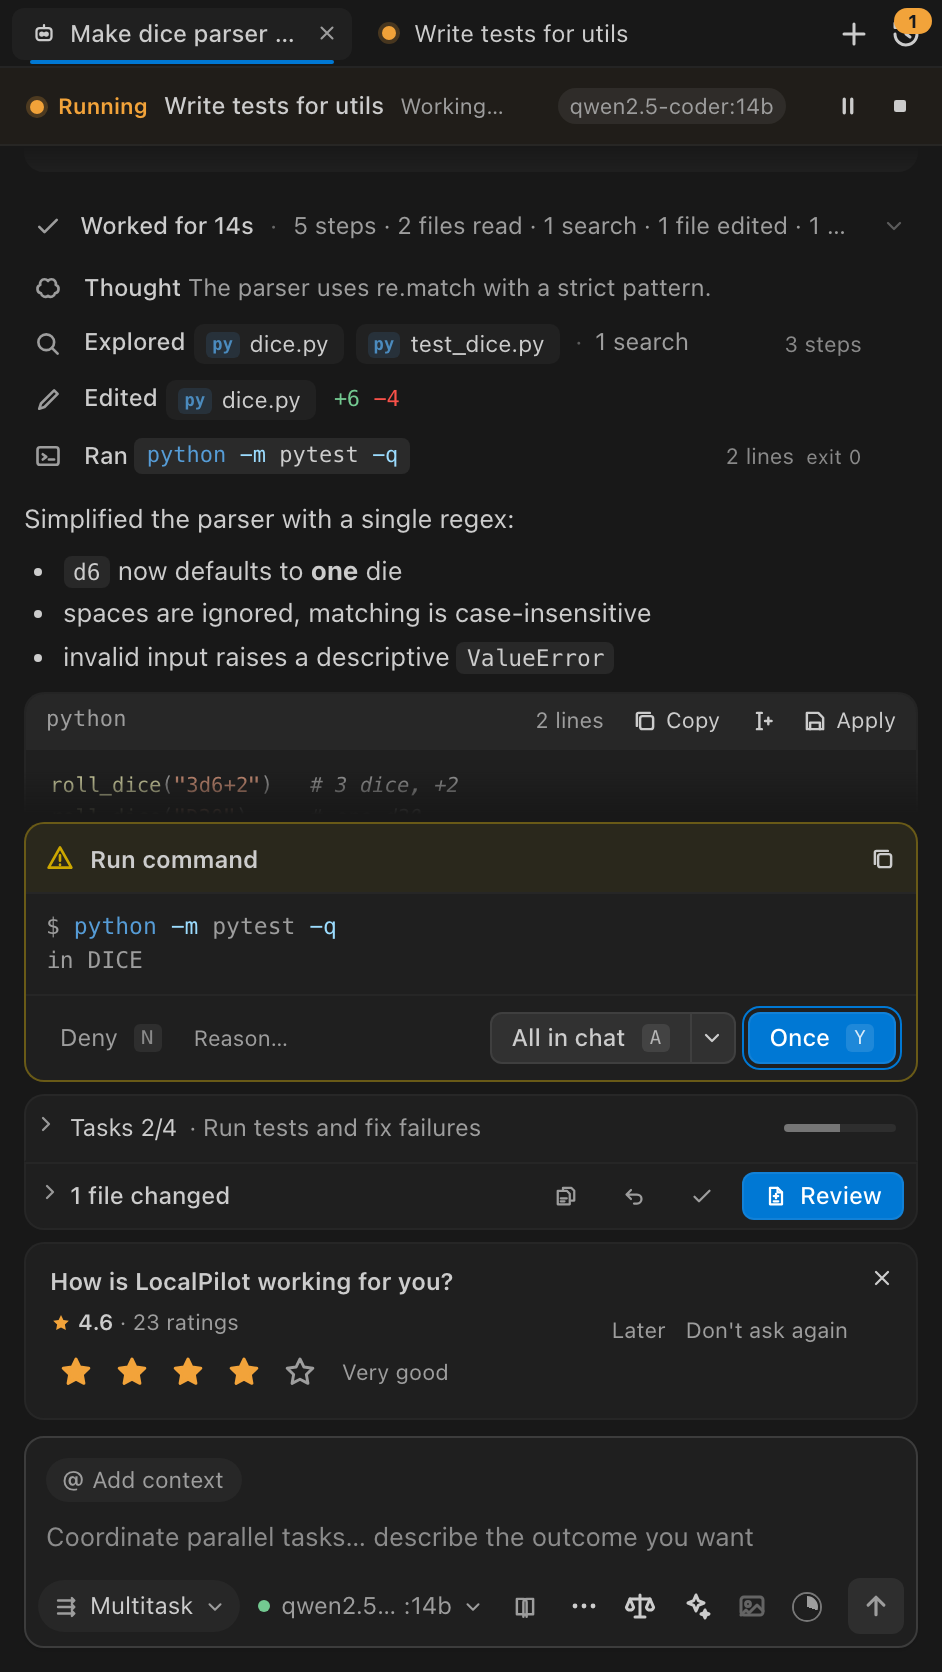 Make dice parser ...
Write tests for utils
1
Running Write tests for utils Working... qwen2.5-coder:14b
Worked for 14s · 5 steps · 2 files read · 1 search · 1 file edited · 1 ...
Thought The parser uses re.match with a strict pattern.
Explored py dice.py py test_dice.py · 1 search 3 steps
Edited py dice.py +6 −4
Ran python −m pytest −q 2 lines exit 0
Simplified the parser with a single regex:
• d6 now defaults to one die
• spaces are ignored, matching is case-insensitive
• invalid input raises a descriptive ValueError
python 2 lines Copy Apply
roll_dice("3d6+2") # 3 dice, +2
Run command
$ python −m pytest −q
in DICE
Deny N Reason... All in chat A Once Y
Tasks 2/4 · Run tests and fix failures
1 file changed Review
How is LocalPilot working for you?
4.6 · 23 ratings
Later Don't ask again
Very good
@ Add context
Coordinate parallel tasks... describe the outcome you want
Multitask qwen2.5... :14b